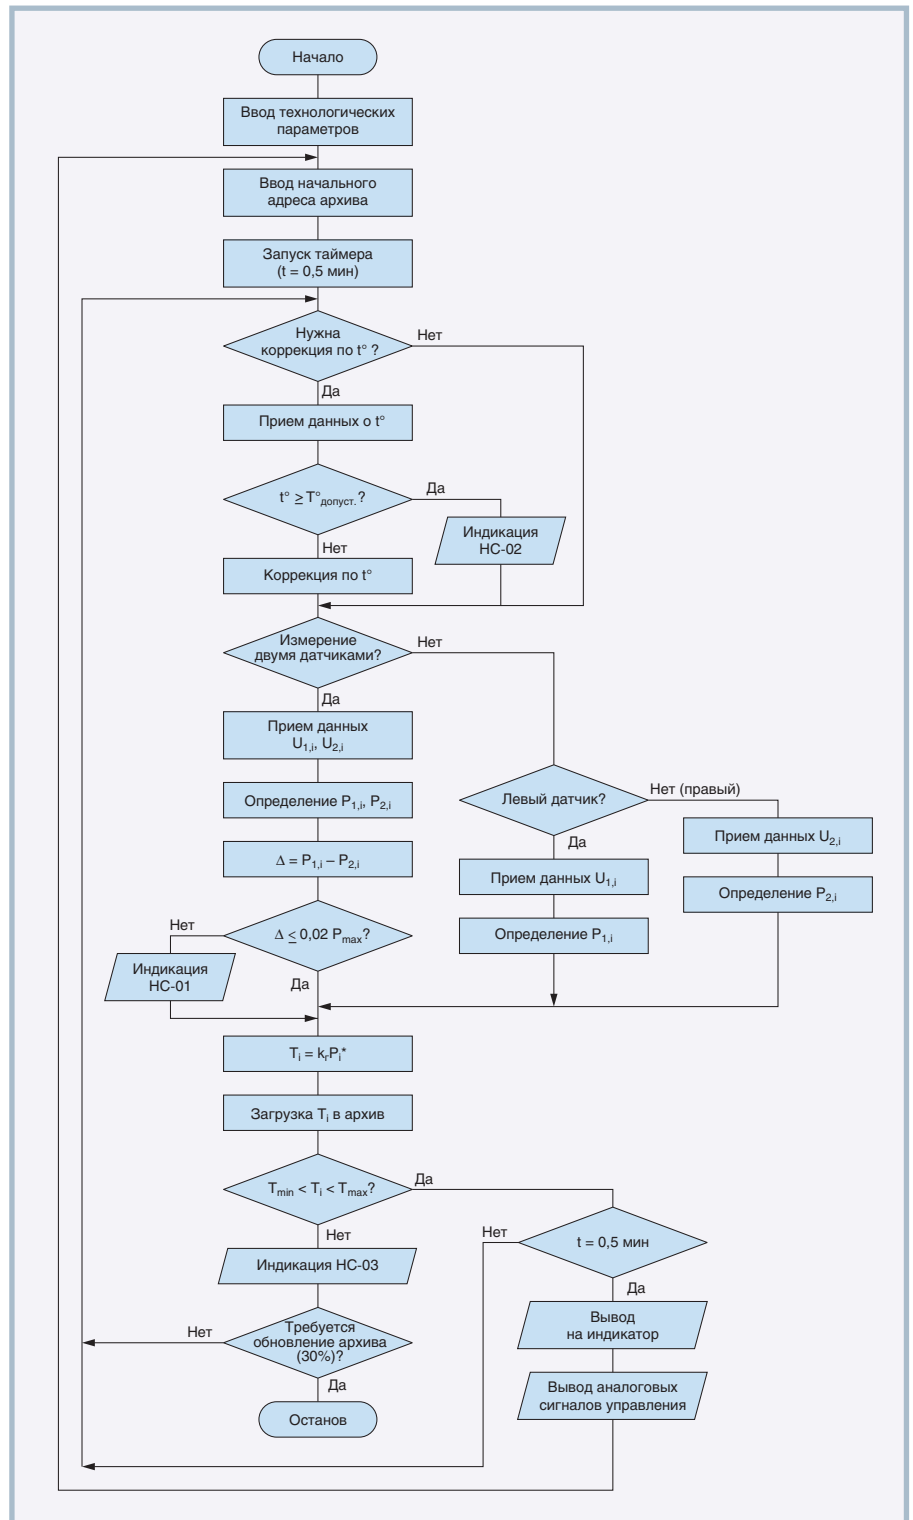 Начало
Ввод технологических
параметров
Ввод начального
адреса архива
Запуск таймера
(t = 0,5 мин)
Нужна
коррекция по t° ?
Нет
Да
Прием данных о t°
t° ≥ T°допуст.?
Да
Индикация
НС-02
Нет
Коррекция по t°
Измерение
двумя датчиками?
Нет
Да
Прием данных
U1,i, U2,i
Определение P1,i, P2,i
Δ = P1,i – P2,i
Δ ≤ 0,02 Pmax?
Нет
Индикация
НС-01
Да
Левый датчик?
Нет (правый)
Да
Прием данных U1,i
Определение P1,i
Прием данных U2,i
Определение P2,i
Ti = krPi*
Загрузка Ti в архив
Tmin < Ti < Tmax?
Да
Нет
Индикация НС-03
t = 0,5 мин
Нет
Да
Вывод
на индикатор
Вывод аналоговых
сигналов управления
Требуется
обновление архива
(30%)?
Нет
Да
Останов